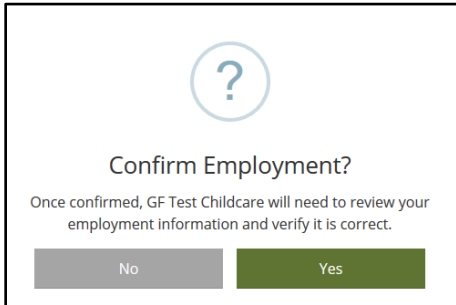 ?
Confirm Employment?
Once confirmed, GF Test Childcare will need to review your
employment information and verify it is correct.
No
Yes